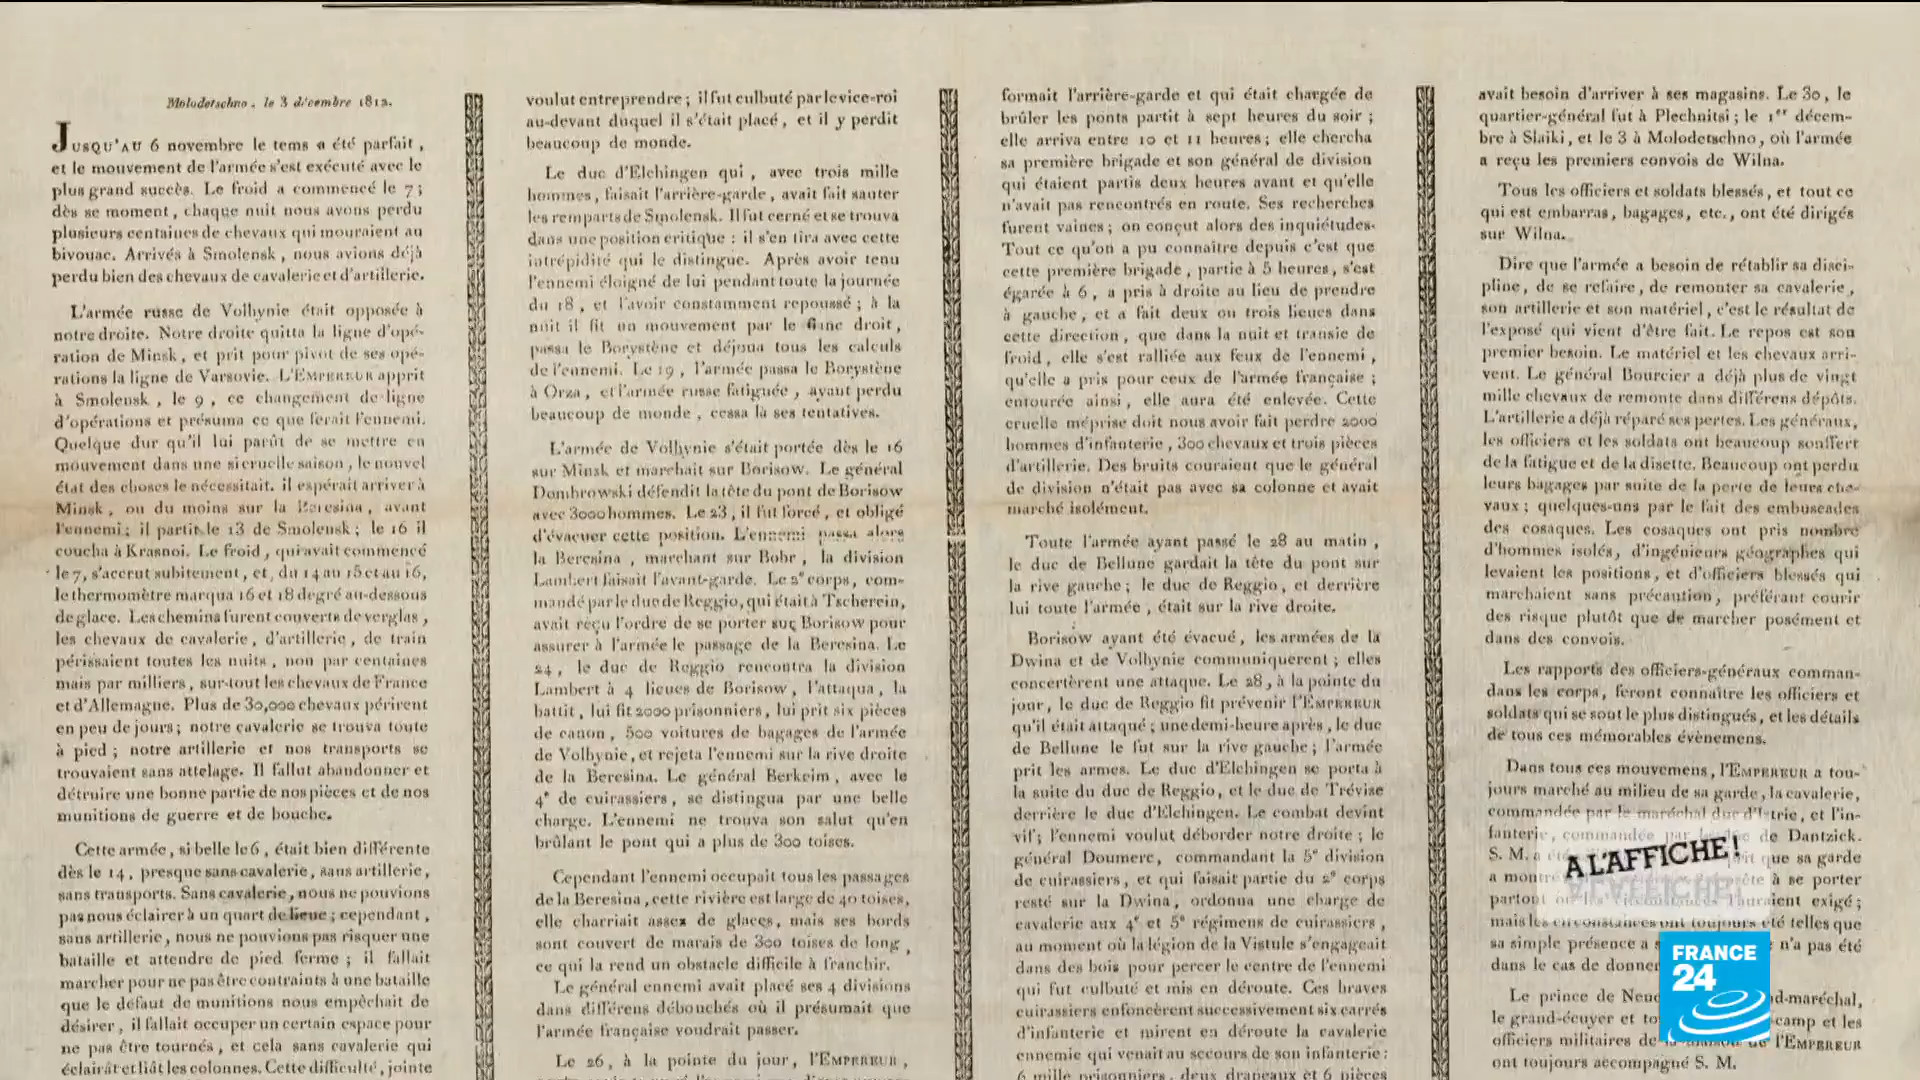 Molodetschno, le 3 décembre 1812.
JUSQU'AU 6 novembre le tems a été parfait,
et le mouvement de l'armée s'est exécuté avec le
plus grand succès. Le froid a commencé le 7;
dès se moment, chaque nuit nous avons perdu
plusieurs centaines de chevaux qui mouraient au
bivouac. Arrivés à Smolensk, nous avions déjà
perdu bien des chevaux de cavalerie et d'artillerie.
L'armée russe de Volhynie était opposée à
notre droite. Notre droite quitta la ligne d'opé-
ration de Minsk, et prit pour pivot de ses opé-
rations la ligne de Varsovie. L'EMPEREUR apprit
à Smolensk, le 9, ce changement de ligne
d'opérations et présuma ce que ferait l'ennemi.
Quelque dur qu'il lui parût de se mettre en
mouvement dans une si cruelle saison, le nouvel
état des choses le nécessitait. il espérait arriver à
Minsk, ou du moins sur la Beresina, avant
l'ennemi; il partit le 13 de Smolensk; le 16 il
coucha à Krasnoi. Le froid, qui avait commencé
le 7, s'accrut subitement, et, du 14 au 15 et au 16,
le thermomètre marqua 16 et 18 degré au-dessous
de glace. Les chemins furent couverts de verglas,
les chevaux de cavalerie, d'artillerie, de train
périssaient toutes les nuits, non par centaines
mais par milliers, sur-tout les chevaux de France
et d'Allemagne. Plus de 30,000 chevaux périrent
en peu de jours; notre cavalerie se trouva toute
à pied; notre artillerie et nos transports se
trouvaient sans attelage. Il fallut abandonner et
détruire une bonne partie de nos pièces et de nos
munitions de guerre et de bouche.
Cette armée, si belle le 6, était bien différente
dès le 14, presque sans cavalerie, sans artillerie,
sans transports. Sans cavalerie, nous ne pouvions
pas nous éclairer à un quart de lieue; cependant,
sans artillerie, nous ne pouvions pas risquer une
bataille et attendre de pied ferme; il fallait
marcher pour ne pas être contraints à une bataille
que le défaut de munitions nous empêchait de
désirer, il fallait occuper un certain espace pour
ne pas être tournés, et cela sans cavalerie qui
éclairât et liât les colonnes. Cette difficulté, jointe
voulut entreprendre; il fut culbuté par le vice-roi
au-devant duquel il s'était placé, et il y perdit
beaucoup de monde.
Le duc d'Elchingen qui, avec trois mille
hommes, faisait l'arrière-garde, avait fait sauter
les remparts de Smolensk. Il fut cerné et se trouva
dans une position critique: il s'en tira avec cette
intrépidité qui le distingue. Après avoir tenu
l'ennemi éloigné de lui pendant toute la journée
du 18, et l'avoir constamment repoussé; à la
nuit il fit un mouvement par le flanc droit,
passa le Borystène et déjoua tous les calculs
de l'ennemi. Le 19, l'armée passa le Borystène
à Orza, et l'armée russe fatiguée, ayant perdu
beaucoup de monde, cessa là ses tentatives.
L'armée de Volhynie s'était portée dès le 16
sur Minsk et marchait sur Borisow. Le général
Dombrowski défendit la tête du pont de Borisow
avec 3000 hommes. Le 23, il fut forcé, et obligé
d'évacuer cette position. L'ennemi passa alors
la Beresina, marchant sur Bobr, la division
Lambert faisait l'avant-garde. Le 2e corps, com-
mandé par le duc de Reggio, qui était à Tscherein,
avait reçu l'ordre de se porter sur Borisow pour
assurer à l'armée le passage de la Beresina. Le
24, le duc de Reggio rencontra la division
Lambert à 4 lieues de Borisow, l'attaqua, la
battit, lui fit 2000 prisonniers, lui prit six pièces
de canon, 500 voitures de bagages de l'armée
de Volhynie, et rejeta l'ennemi sur la rive droite
de la Beresina. Le général Berkeim, avec le
4e de cuirassiers, se distingua par une belle
charge. L'ennemi ne trouva son salut qu'en
brûlant le pont qui a plus de 300 toises.
Cependant l'ennemi occupait tous les passages
de la Beresina, cette rivière est large de 40 toises,
elle charriait assex de glaces, mais ses bords
sont couvert de marais de 300 toises de long,
ce qui la rend un obstacle difficile à franchir.
Le général ennemi avait placé ses 4 divisions
dans différens débouchés où il présumait que
l'armée française voudrait passer.
Le 26, à la pointe du jour, l'EMPEREUR,
formait l'arrière-garde et qui était chargée de
brûler les ponts partit à sept heures du soir;
elle arriva entre 10 et 11 heures; elle chercha
sa première brigade et son général de division
qui étaient partis deux heures avant et qu'elle
n'avait pas rencontrés en route. Ses recherches
furent vaines; on conçut alors des inquiétudes.
Tout ce qu'on a pu connaître depuis c'est que
cette première brigade, partie à 5 heures, s'est
égarée à 6, a pris à droite au lieu de prendre
à gauche, et a fait deux ou trois lieues dans
cette direction, que dans la nuit et transie de
froid, elle s'est ralliée aux feux de l'ennemi,
qu'elle a pris pour ceux de l'armée française;
entourée ainsi, elle aura été enlevée. Cette
cruelle méprise doit nous avoir fait perdre 2000
hommes d'infanterie, 300 chevaux et trois pièces
d'artillerie. Des bruits couraient que le général
de division n'était pas avec sa colonne et avait
marché isolément.
Toute l'armée ayant passé le 28 au matin,
le duc de Bellune gardait la tête du pont sur
la rive gauche; le duc de Reggio, et derrière
lui toute l'armée, était sur la rive droite.
Borisow ayant été évacué, les armées de la
Dwina et de Volhynie communiquerent; elles
concertèrent une attaque. Le 28, à la pointe du
jour, le duc de Reggio fit prévenir l'EMPEREUR
qu'il était attaqué; une demi-heure après, le duc
de Bellune le fut sur la rive gauche; l'armée
prit les armes. Le duc d'Elchingen se porta à
la suite du duc de Reggio, et le duc de Trévise
derrière le duc d'Elchingen. Le combat devint
vif; l'ennemi voulut déborder notre droite; le
général Doumerc, commandant la 5e division
de cuirassiers, et qui faisait partie du 2e corps
resté sur la Dwina, ordonna une charge de
cavalerie aux 4e et 5e régimens de cuirassiers,
au moment où la légion de la Vistule s'engageait
dans des bois pour percer le centre de l'ennemi
qui fut culbuté et mis en déroute. Ces braves
cuirassiers enfoncèrent successivement six carrés
d'infanterie et mirent en déroute la cavalerie
ennemie qui venait au secours de son infanterie:
6 mille prisonniers, deux drapeaux et 6 pièces
avait besoin d'arriver à ses magasins. Le 30, le
quartier-général fut à Plechnitsi; le 1er décem-
bre à Slaiki, et le 3 à Molodetschno, où l'armée
a reçu les premiers convois de Wilna.
Tous les officiers et soldats blessés, et tout ce
qui est embarras, bagages, etc., ont été dirigés
sur Wilna.
Dire que l'armée a besoin de rétablir sa disci-
pline, de se refaire, de remonter sa cavalerie,
son artillerie et son matériel, c'est le résultat de
l'exposé qui vient d'être fait. Le repos est son
premier besoin. Le matériel et les chevaux arri-
vent. Le général Bourcier a déjà plus de vingt
mille chevaux de remonte dans différens dépôts.
L'artillerie a déjà réparé ses pertes. Les généraux,
les officiers et les soldats ont beaucoup souffert
de la fatigue et de la disette. Beaucoup ont perdu
leurs bagages par suite de la perte de leurs che-
vaux; quelques-uns par le fait des embuscades
des cosaques. Les cosaques ont pris nombre
d'hommes isolés, d'ingénieurs géographes qui
levaient les positions, et d'officiers blessés qui
marchaient sans précaution, préférant courir
des risque plutôt que de marcher posément et
dans des convois.
Les rapports des officiers-généraux comman-
dans les corps, feront connaître les officiers et
soldats qui se sont le plus distingués, et les détails
de tous ces mémorables évènemens.
Dans tous ces mouvemens, l'EMPEREUR a tou-
jours marché au milieu de sa garde, la cavalerie,
commandée par le maréchal duc d'Istrie, et l'in-
fanterie, commandée par le duc de Dantzick.
S. M. a que sa garde
a montré à se porter
partout où les circonstances l'auraient exigé;
mais les circonstances ont toujours été telles que
sa simple présence a n'a pas été
dans le cas de donner
Le prince de Neu d-maréchal,
le grand-écuyer et to camp et les
officiers militaires de la maison de l'EMPEREUR
ont toujours accompagné S. M.
A L'AFFICHE!
FRANCE
24